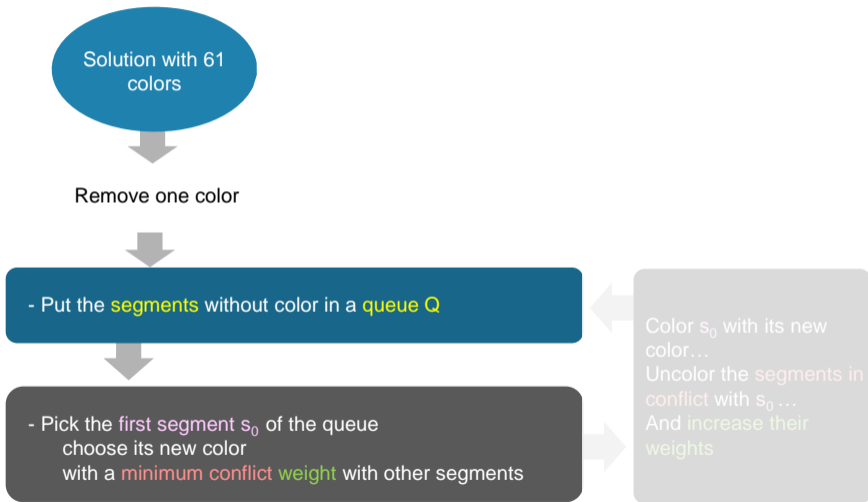 Solution with 61
colors
Remove one color
- Put the segments without color in a queue Q
- Pick the first segment s₀ of the queue
choose its new color
with a minimum conflict weight with other segments
Color s₀ with its new
color…
Uncolor the segments in
conflict with s₀ …
And increase their
weights